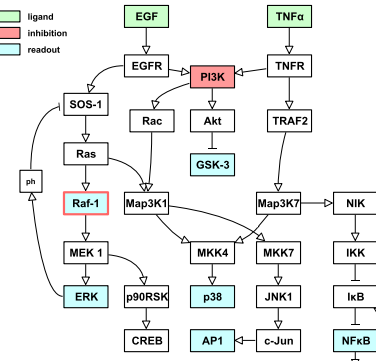 ligand
inhibition
readout
EGF
TNFα
EGFR
PI3K
TNFR
SOS-1
Rac
Akt
TRAF2
Ras
GSK-3
ph
Raf-1
Map3K1
Map3K7
NIK
MEK 1
MKK4
MKK7
IKK
ERK
p90RSK
p38
JNK1
IκB
CREB
AP1
c-Jun
NFκB